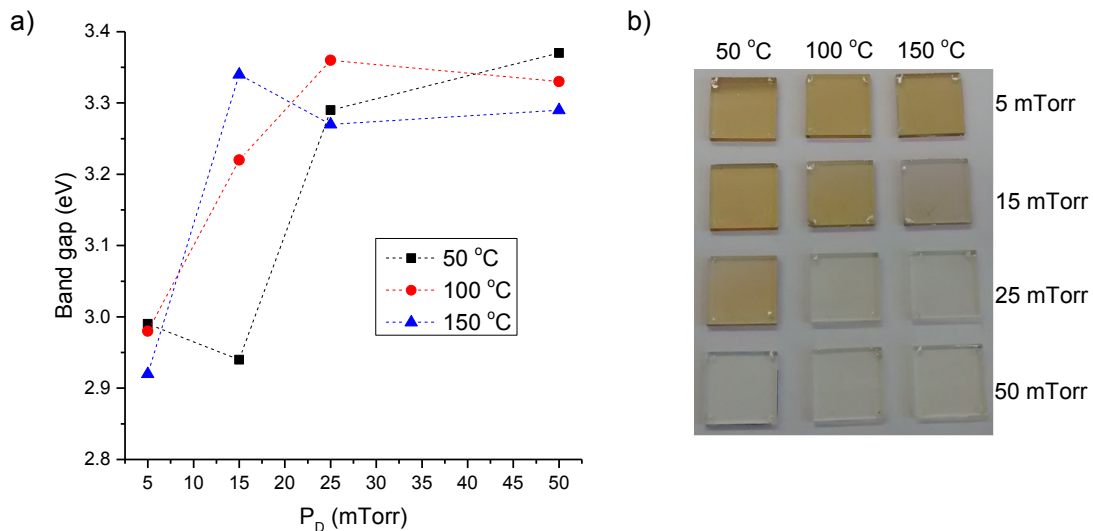 a)
3.4
3.3
3.2
3.1
3.0
2.9
2.8
Band gap (eV)
5 10 15 20 25 30 35 40 45 50
P_D (mTorr)
50 °C
100 °C
150 °C
b)
50 °C 100 °C 150 °C
5 mTorr
15 mTorr
25 mTorr
50 mTorr